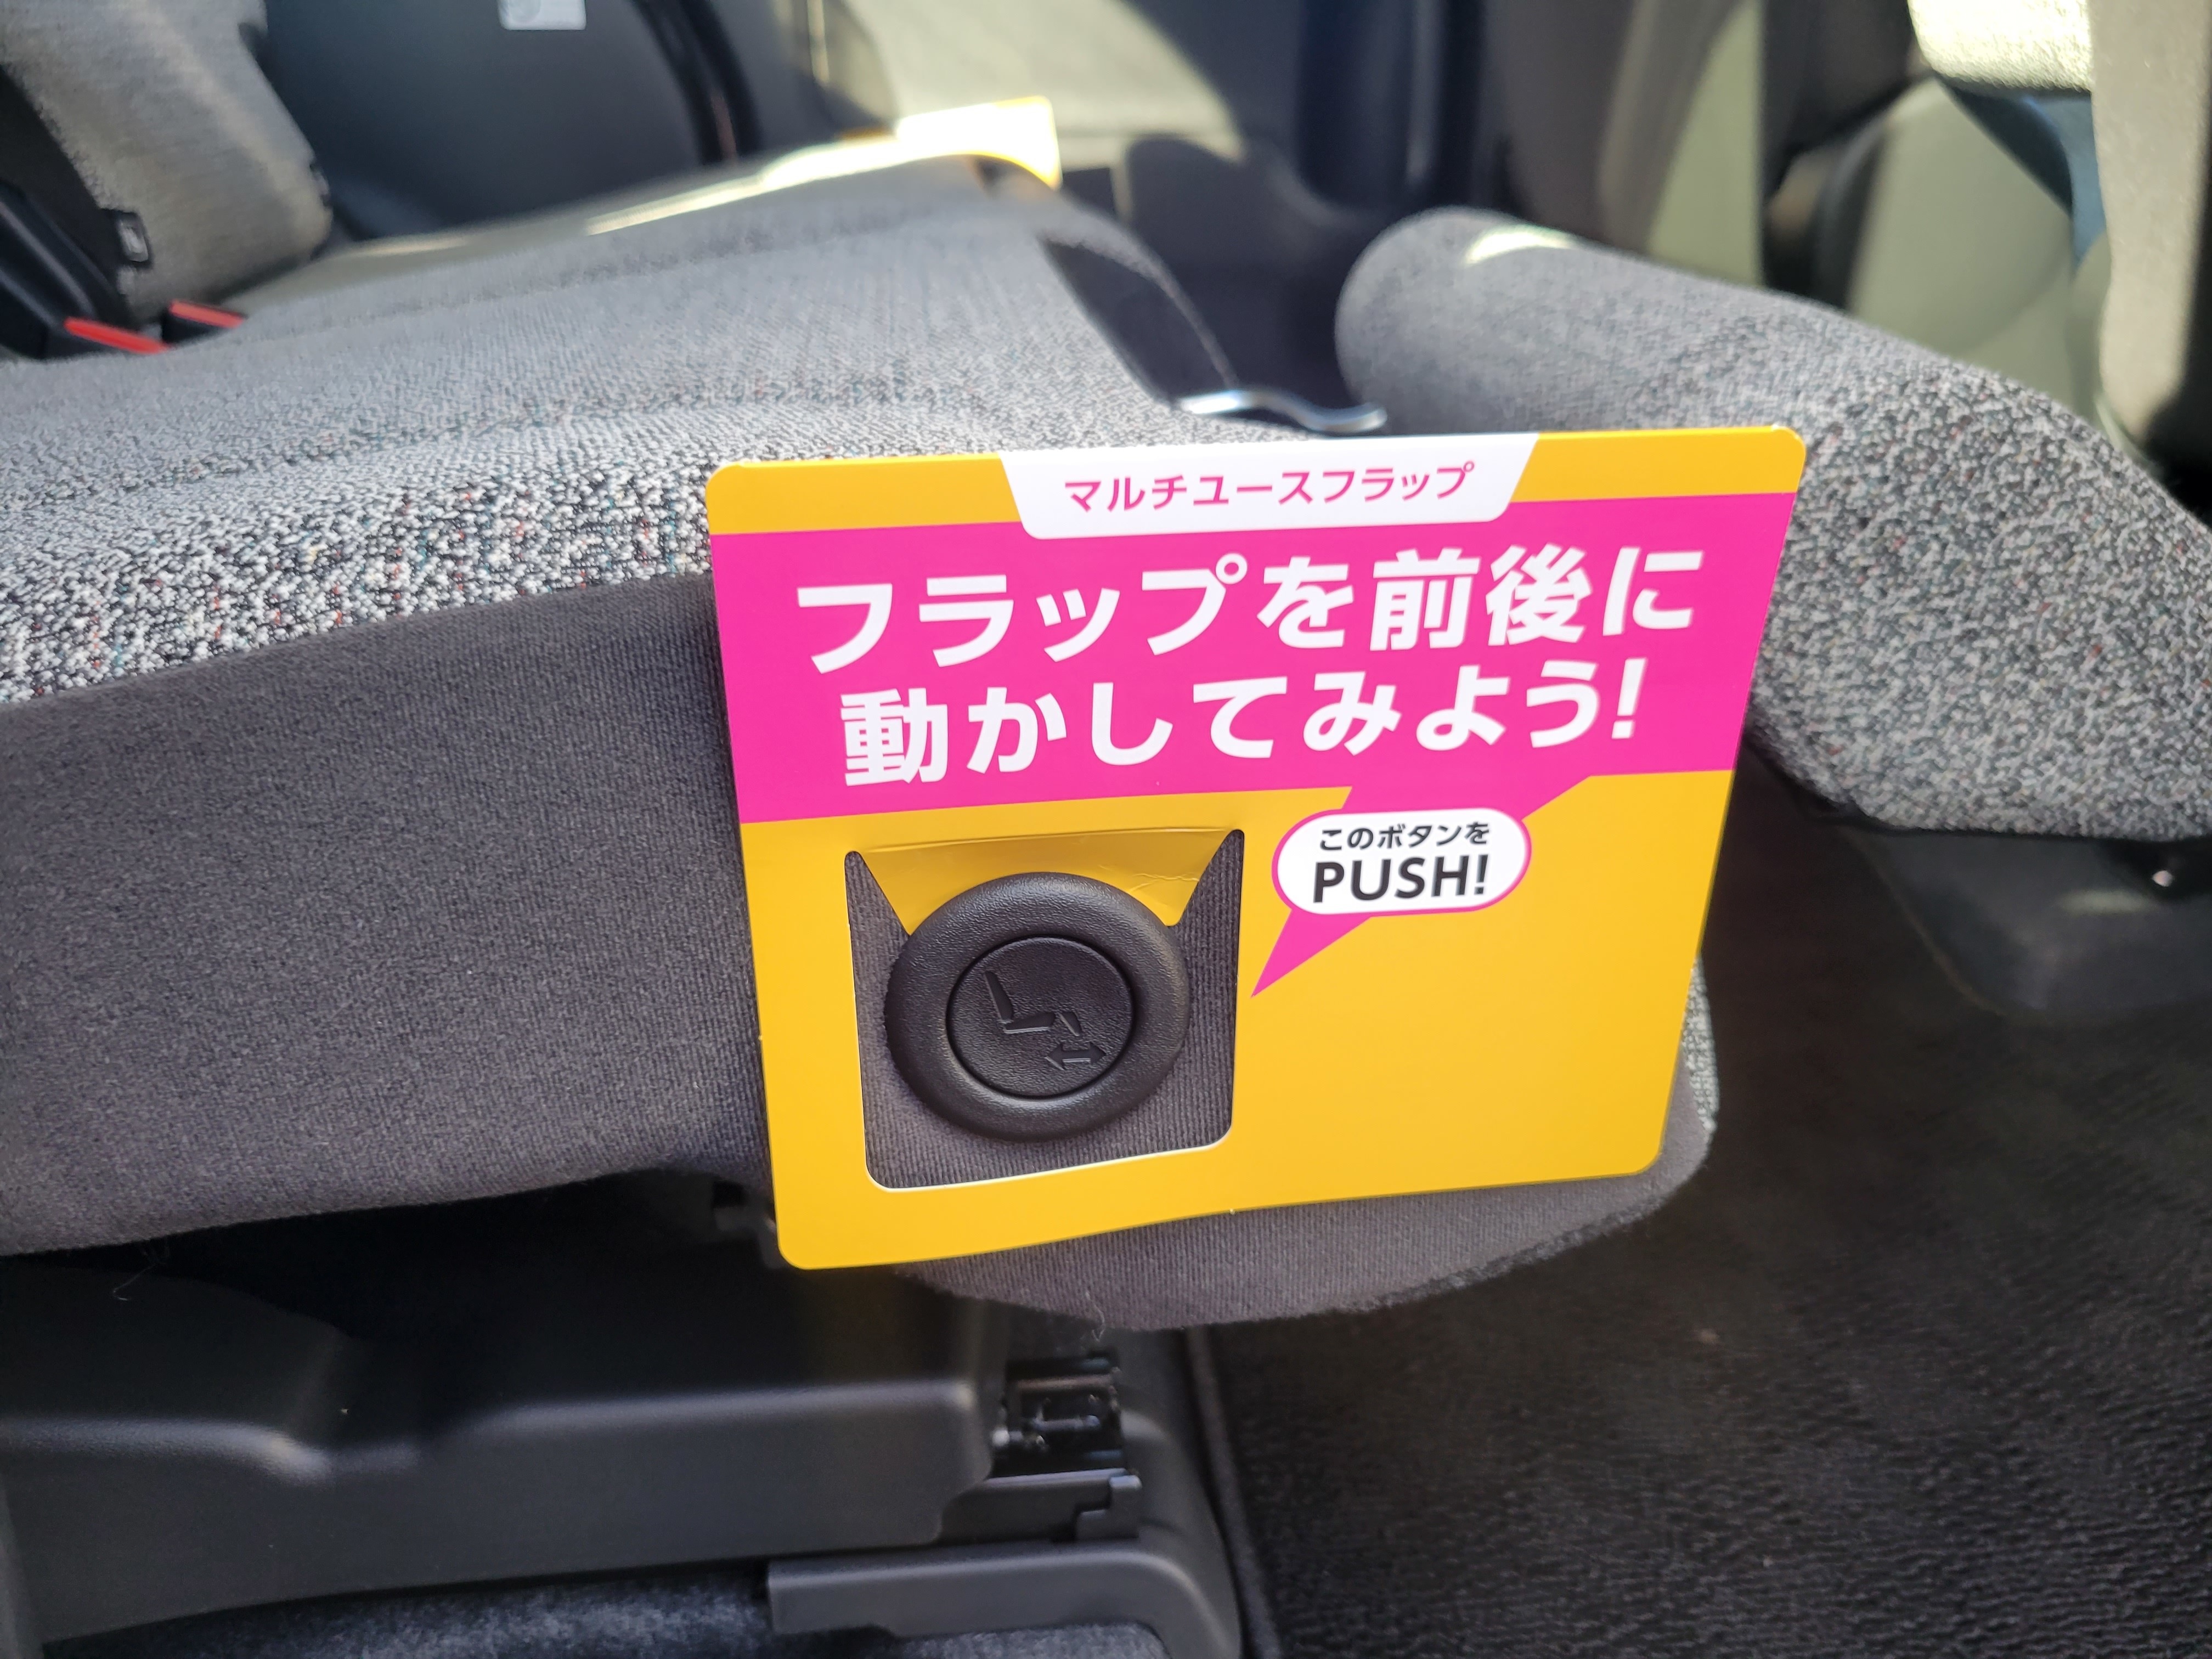 マルチユースフラップ
フラップを前後に
動かしてみよう!
このボタンを
PUSH!